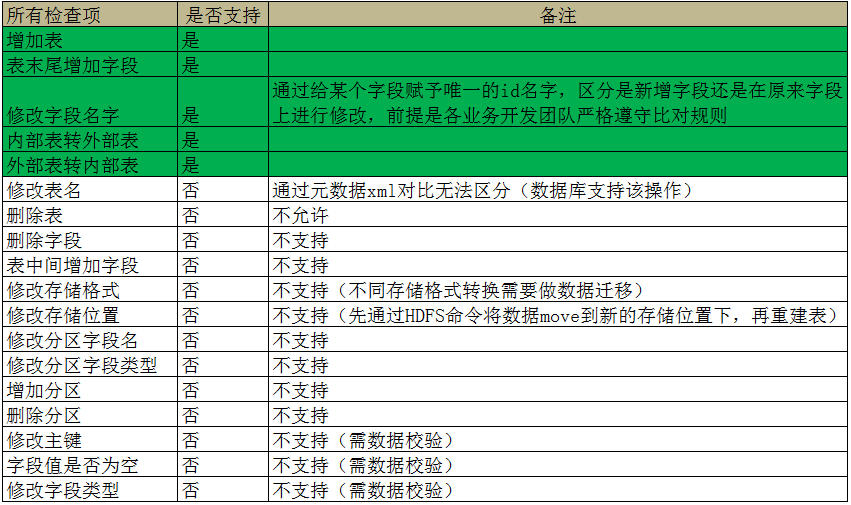 所有检查项 是否支持 备注
增加表 是
表末尾增加字段 是
通过给某个字段赋予唯一的id名字，区分是新增字段还是在原来字段
修改字段名字 是 上进行修改，前提是各业务开发团队严格遵守比对规则
内部表转外部表 是
外部表转内部表 是
修改表名 否 通过元数据xml对比无法区分（数据库支持该操作）
删除表 否 不允许
删除字段 否 不支持
表中间增加字段 否 不支持
修改存储格式 否 不支持（不同存储格式转换需要做数据迁移）
修改存储位置 否 不支持（先通过HDFS命令将数据move到新的存储位置下，再重建表）
修改分区字段名 否 不支持
修改分区字段类型 否 不支持
增加分区 否 不支持
删除分区 否 不支持
修改主键 否 不支持（需数据校验）
字段值是否为空 否 不支持（需数据校验）
修改字段类型 否 不支持（需数据校验）